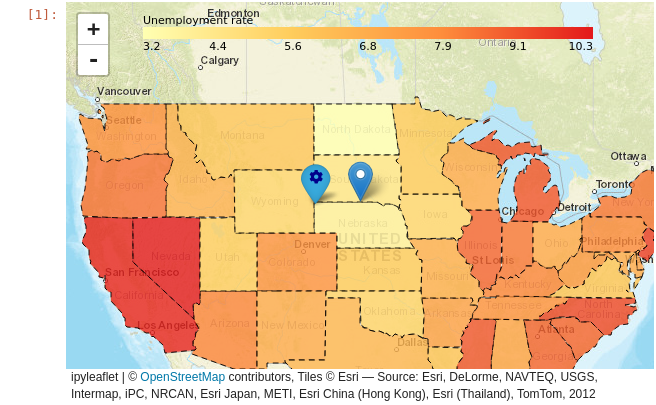 [1]:
Saskatchewan
Edmonton
Unemployment rate
+
3.2 4.4 5.6 6.8 7.9 9.1 10.3
-
Ontario
Calgary
Vancouver
Seattle
Washington
Montana
North Dakota
Minnesota
Ottawa
Toronto
Oregon
Idaho
Wisconsin
New York
Wyoming
Chicago
Detroit
Iowa
Nebraska
UNITED
STATES
Nevada
Utah
Denver
Colorado
Illinois
Ohio
Philadelphia
San Francisco
St Louis
Kansas
Missouri
Kentucky
Virginia
California
Los Angeles
Arizona
New Mexico
Oklahoma
Arkansas
Tennessee
North
Carolina
Atlanta
Dallas
Georgia
ipyleaflet | © OpenStreetMap contributors, Tiles © Esri — Source: Esri, DeLorme, NAVTEQ, USGS,
Intermap, iPC, NRCAN, Esri Japan, METI, Esri China (Hong Kong), Esri (Thailand), TomTom, 2012